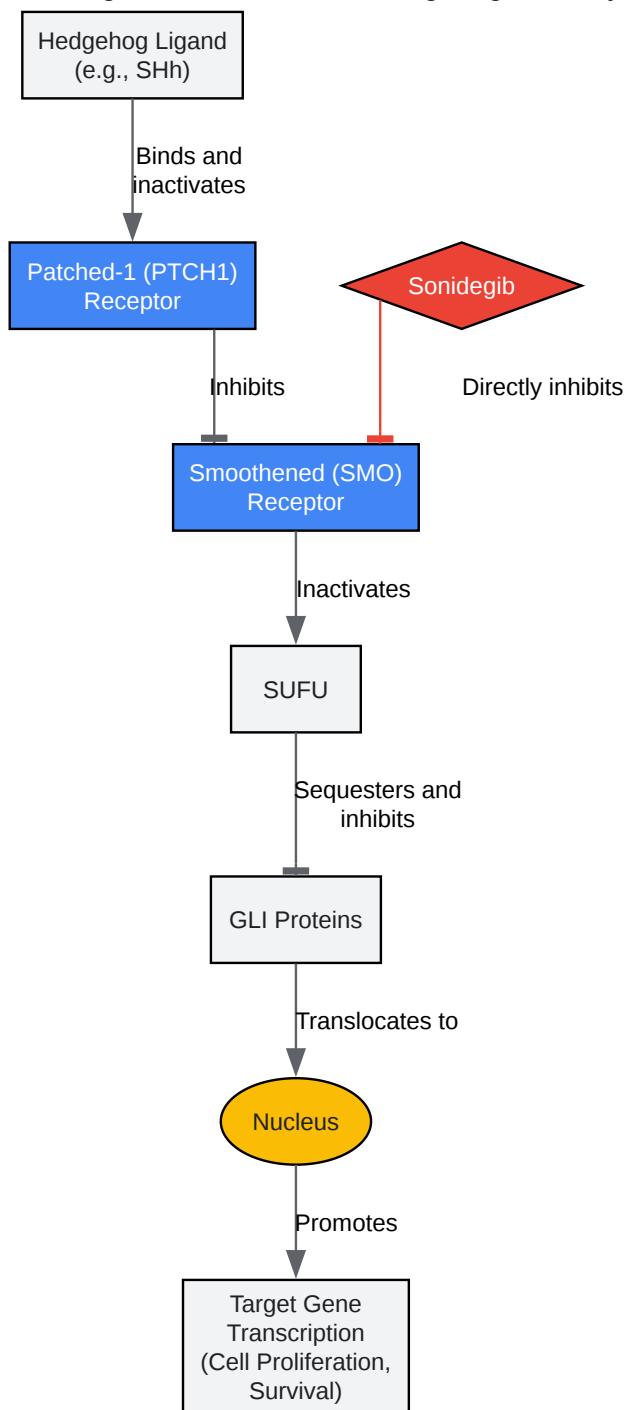 Hedgehog Ligand
(e.g., SHh)
Binds and
inactivates
Patched-1 (PTCH1)
Receptor
Sonidegib
Inhibits
Directly inhibits
Smoothened (SMO)
Receptor
Inactivates
SUFU
Sequesters and
inhibits
GLI Proteins
Translocates to
Nucleus
Promotes
Target Gene
Transcription
(Cell Proliferation,
Survival)